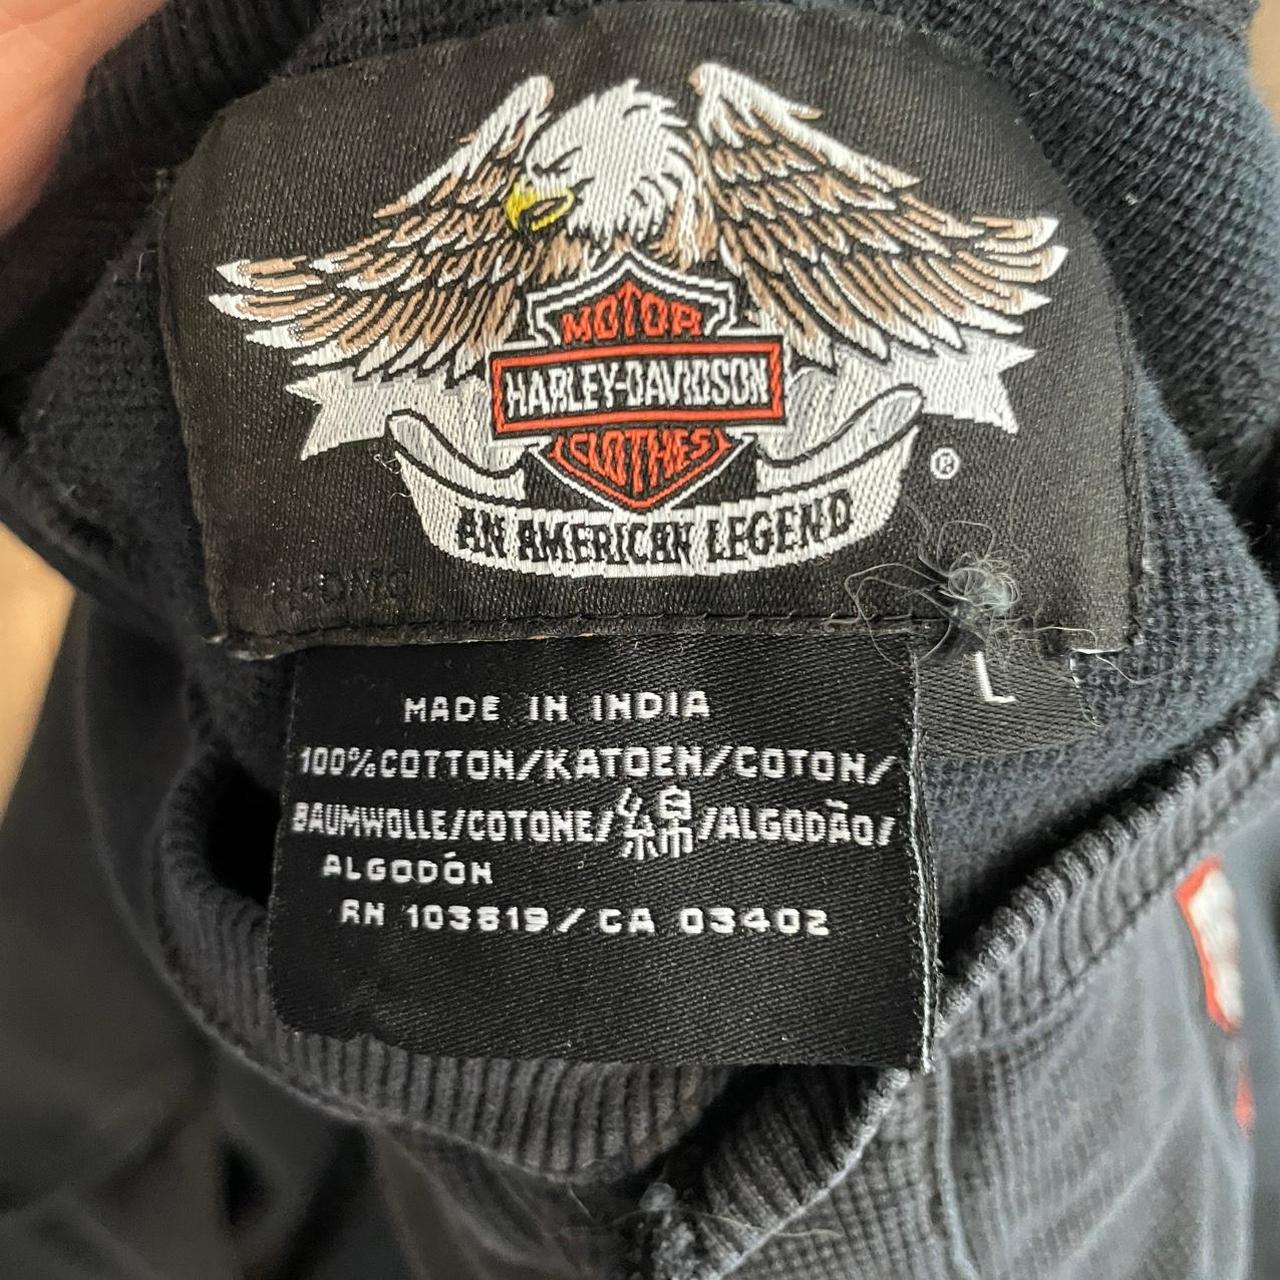 MOTOR
HARLEY-DAVIDSON
CLOTHES
®
AN AMERICAN LEGEND
L
MADE IN INDIA
100%COTTON/KATOEN/COTON/
BAUMWOLLE/COTONE/綿/ALGODÃO/
ALGODÓN
RN 103819/CA 03402